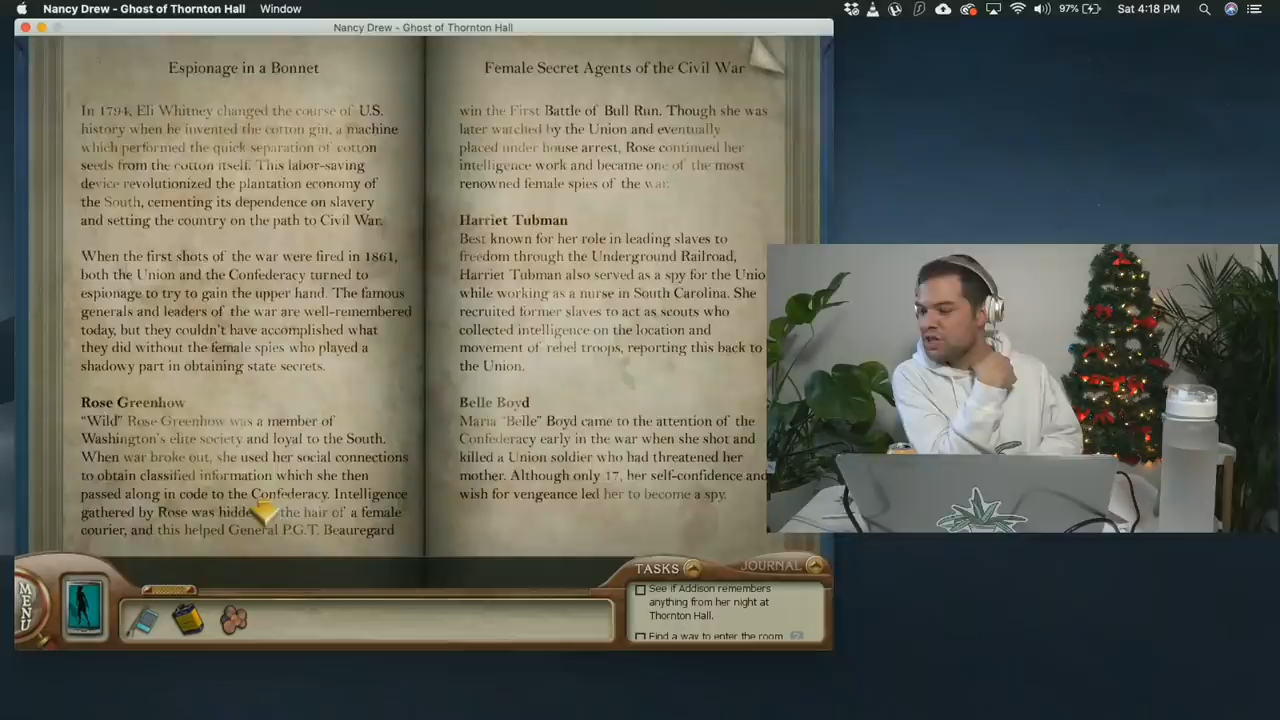 Nancy Drew - Ghost of Thornton Hall Window
97%
Sat 4:18 PM
Nancy Drew - Ghost of Thornton Hall
Espionage in a Bonnet
In 1794, Eli Whitney changed the course of U.S.
history when he invented the cotton gin, a machine
which performed the quick separation of cotton
seeds from the cotton itself. This labor-saving
device revolutionized the plantation economy of
the South, cementing its dependence on slavery
and setting the country on the path to Civil War.
When the first shots of the war were fired in 1861,
both the Union and the Confederacy turned to
espionage to try to gain the upper hand. The famous
generals and leaders of the war are well-remembered
today, but they couldn't have accomplished what
they did without the female spies who played a
shadowy part in obtaining state secrets.
Rose Greenhow
"Wild" Rose Greenhow was a member of
Washington's elite society and loyal to the South.
When war broke out, she used her social connections
to obtain classified information which she then
passed along in code to the Confederacy. Intelligence
gathered by Rose was hidde the hair of a female
courier, and this helped General P.G.T. Beauregard
Female Secret Agents of the Civil War
win the First Battle of Bull Run. Though she was
later watched by the Union and eventually
placed under house arrest, Rose continued her
intelligence work and became one of the most
renowned female spies of the war.
Harriet Tubman
Best known for her role in leading slaves to
freedom through the Underground Railroad,
Harriet Tubman also served as a spy for the Unio
while working as a nurse in South Carolina. She
recruited former slaves to act as scouts who
collected intelligence on the location and
movement of rebel troops, reporting this back to
the Union.
Belle Boyd
Maria "Belle" Boyd came to the attention of the
Confederacy early in the war when she shot and
killed a Union soldier who had threatened her
mother. Although only 17, her self-confidence and
wish for vengeance led her to become a spy.
MENU
TASKS
JOURNAL
See if Addison remembers
anything from her night at
Thornton Hall.
Find a way to enter the room
?